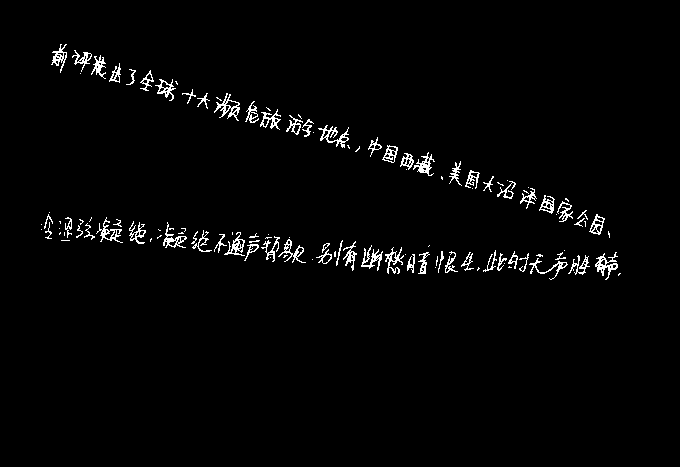 前评选出了全球十大濒危旅游地点，中国西藏、美国大沼泽国家公园、
冷涩弦凝绝，凝绝不通声暂歇．别有幽愁暗恨生，此时无声胜有声．